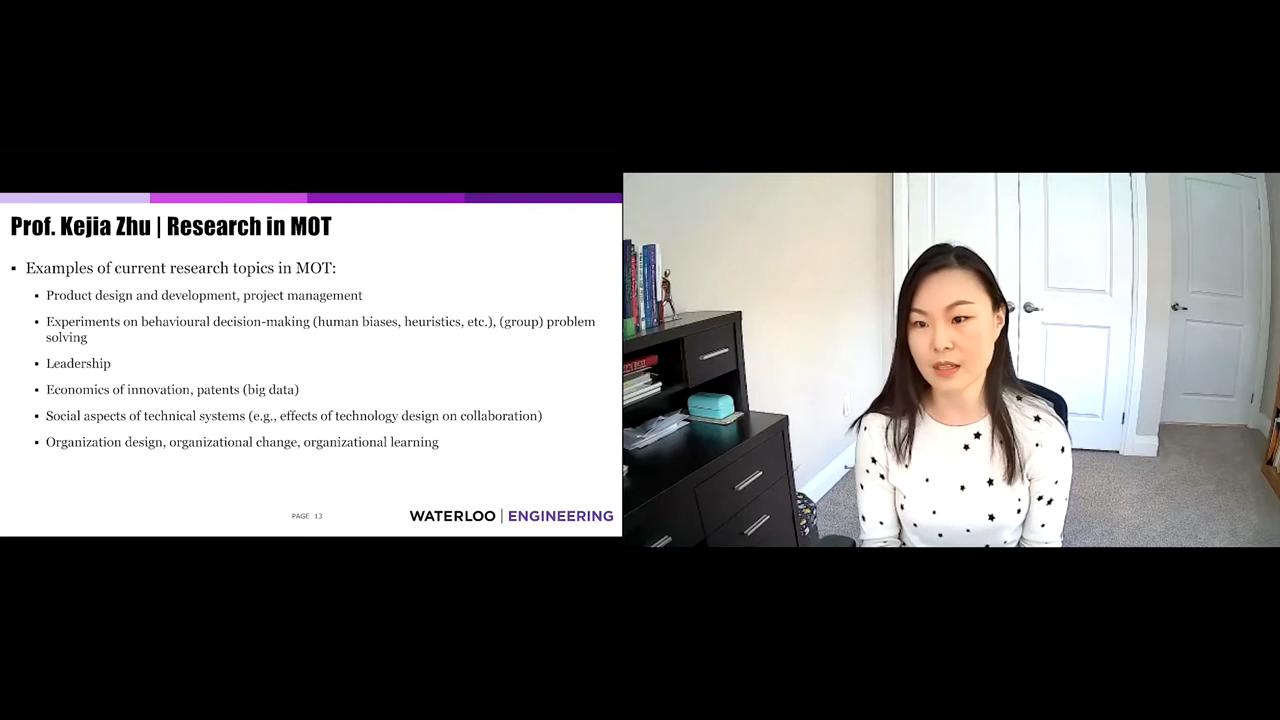 Prof. Kejia Zhu | Research in MOT
▪ Examples of current research topics in MOT:
▪ Product design and development, project management
▪ Experiments on behavioural decision-making (human biases, heuristics, etc.), (group) problem
solving
▪ Leadership
▪ Economics of innovation, patents (big data)
▪ Social aspects of technical systems (e.g., effects of technology design on collaboration)
▪ Organization design, organizational change, organizational learning
PAGE 13
WATERLOO | ENGINEERING